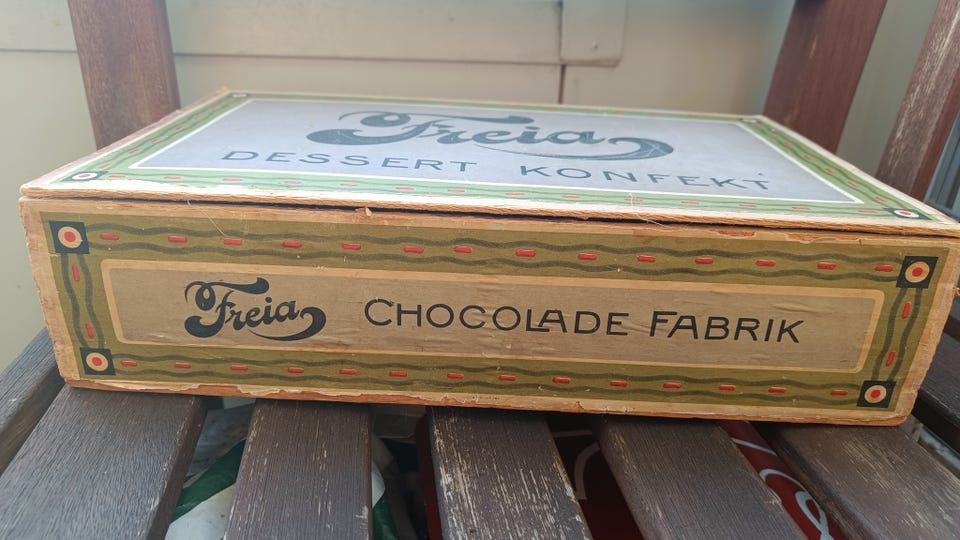 Freia
DESSERT KONFEKT
Freia CHOCOLADE FABRIK